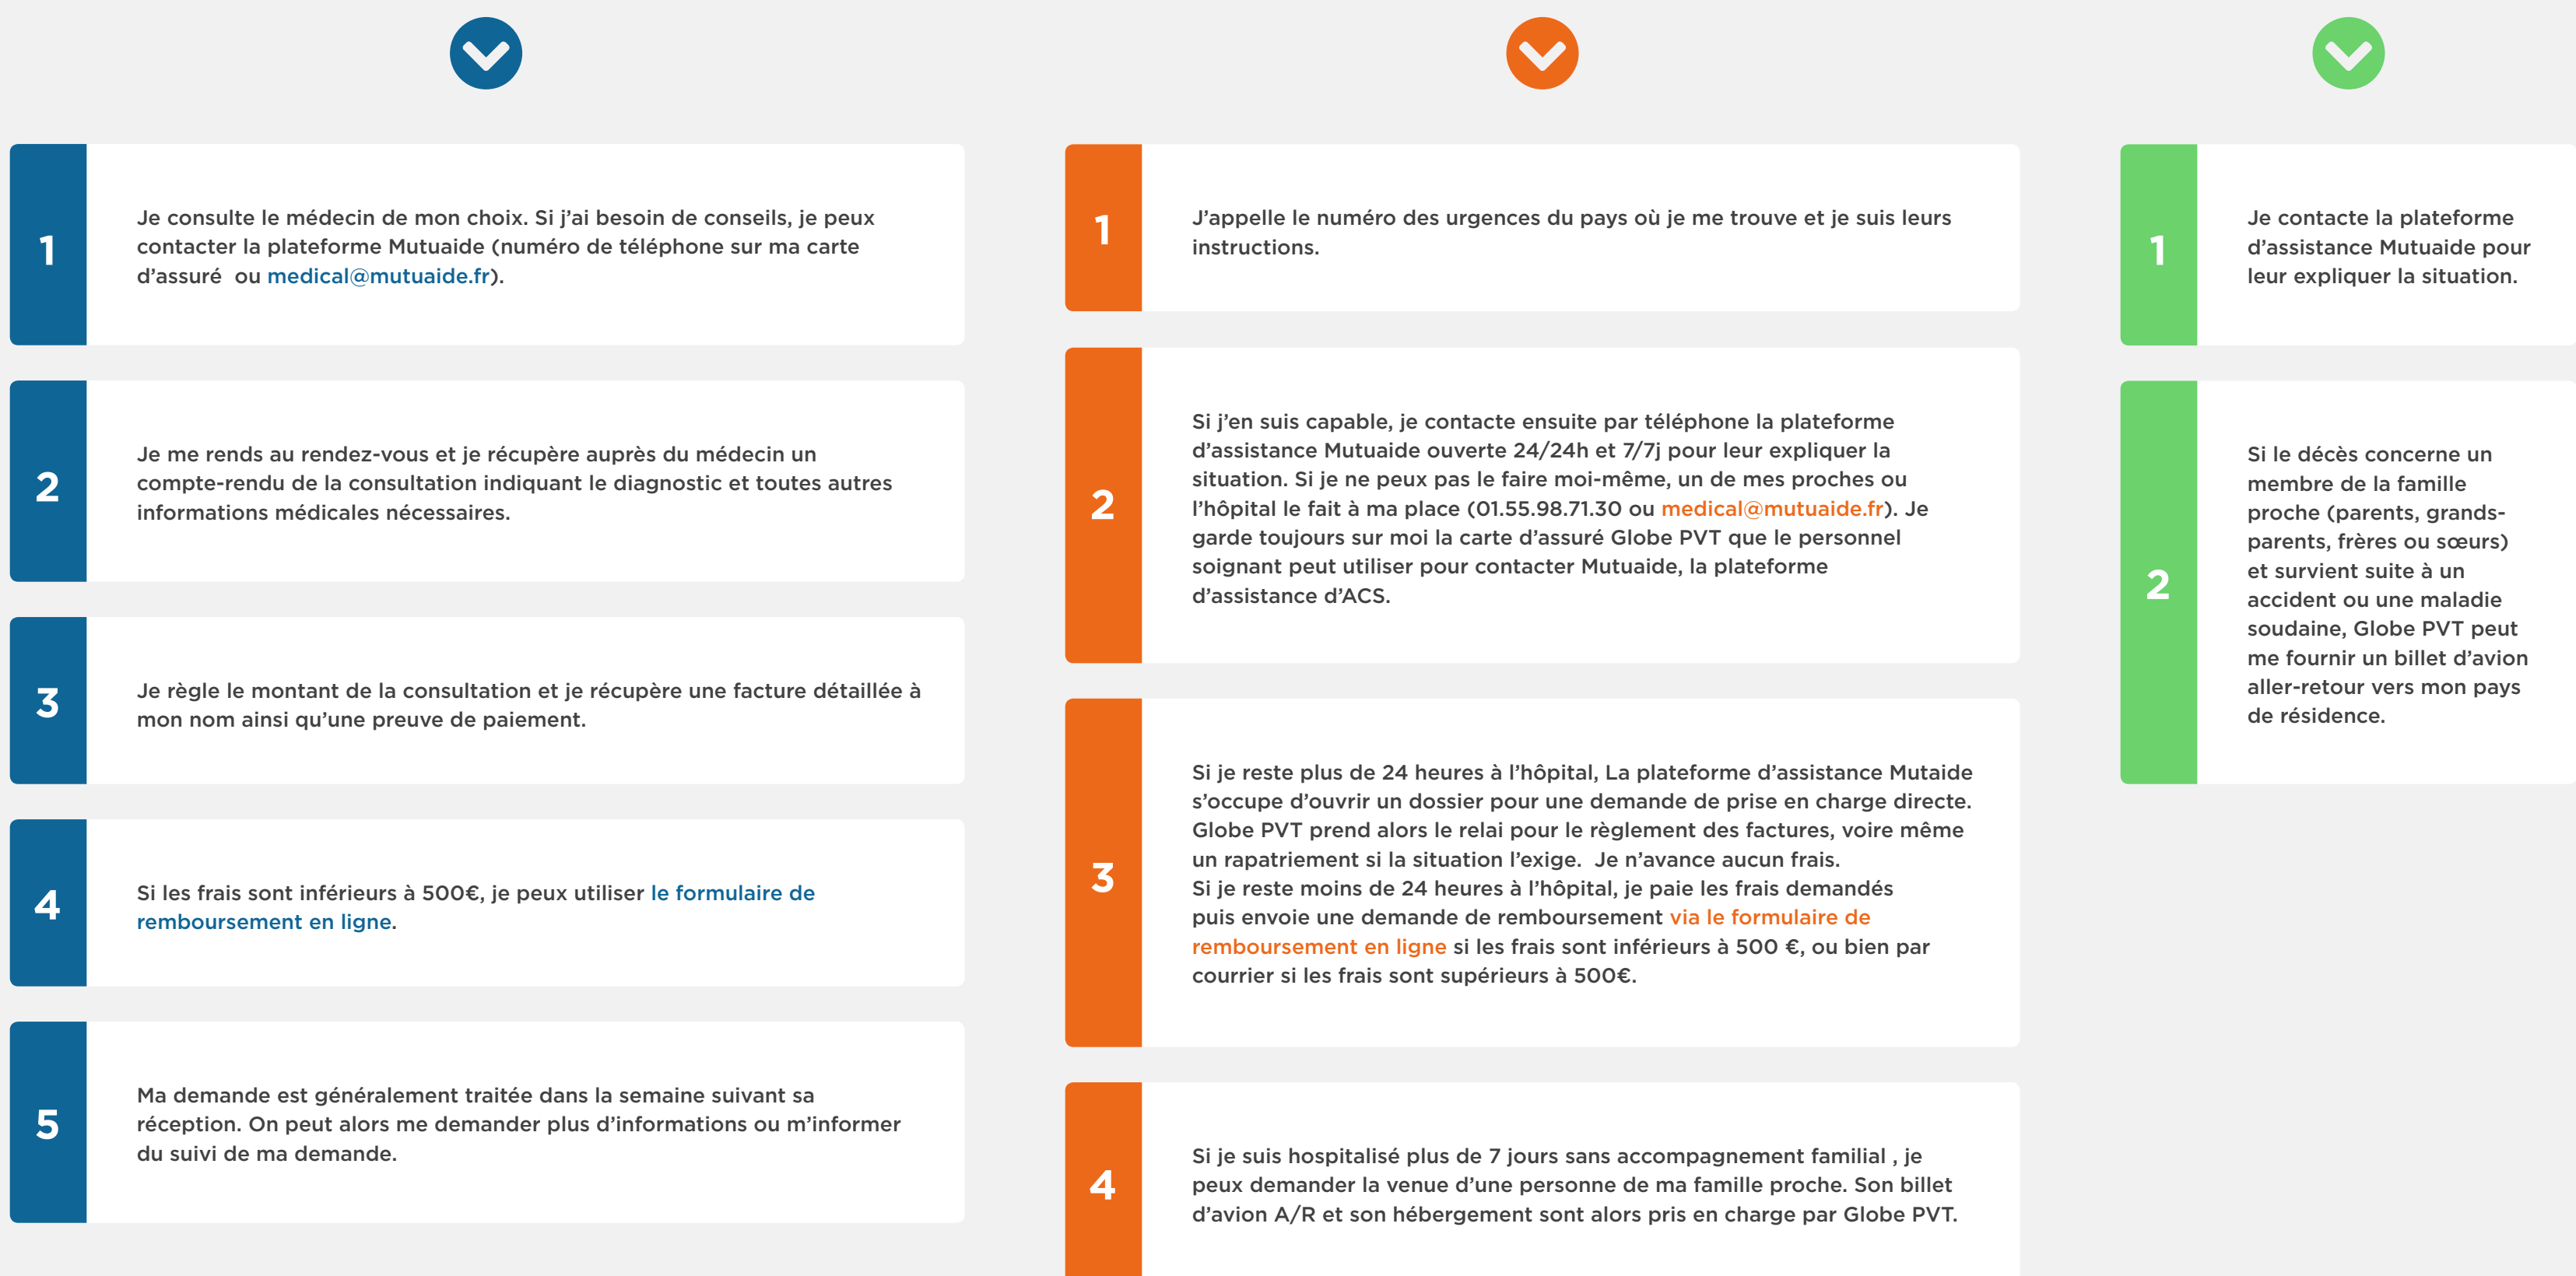 1
Je consulte le médecin de mon choix. Si j’ai besoin de conseils, je peux
contacter la plateforme Mutuaide (numéro de téléphone sur ma carte
d’assuré  ou medical@mutuaide.fr).
2
Je me rends au rendez-vous et je récupère auprès du médecin un
compte-rendu de la consultation indiquant le diagnostic et toutes autres
informations médicales nécessaires.
3
Je règle le montant de la consultation et je récupère une facture détaillée à
mon nom ainsi qu’une preuve de paiement.
4
Si les frais sont inférieurs à 500€, je peux utiliser le formulaire de
remboursement en ligne.
5
Ma demande est généralement traitée dans la semaine suivant sa
réception. On peut alors me demander plus d’informations ou m’informer
du suivi de ma demande.
1
J’appelle le numéro des urgences du pays où je me trouve et je suis leurs
instructions.
2
Si j’en suis capable, je contacte ensuite par téléphone la plateforme
d’assistance Mutuaide ouverte 24/24h et 7/7j pour leur expliquer la
situation. Si je ne peux pas le faire moi-même, un de mes proches ou
l’hôpital le fait à ma place (01.55.98.71.30 ou medical@mutuaide.fr). Je
garde toujours sur moi la carte d’assuré Globe PVT que le personnel
soignant peut utiliser pour contacter Mutuaide, la plateforme
d’assistance d’ACS.
3
Si je reste plus de 24 heures à l’hôpital, La plateforme d’assistance Mutaide
s’occupe d’ouvrir un dossier pour une demande de prise en charge directe.
Globe PVT prend alors le relai pour le règlement des factures, voire même
un rapatriement si la situation l’exige.  Je n’avance aucun frais.
Si je reste moins de 24 heures à l’hôpital, je paie les frais demandés
puis envoie une demande de remboursement via le formulaire de
remboursement en ligne si les frais sont inférieurs à 500 €, ou bien par
courrier si les frais sont supérieurs à 500€.
4
Si je suis hospitalisé plus de 7 jours sans accompagnement familial , je
peux demander la venue d’une personne de ma famille proche. Son billet
d’avion A/R et son hébergement sont alors pris en charge par Globe PVT.
1
Je contacte la plateforme
d’assistance Mutuaide pour
leur expliquer la situation.
2
Si le décès concerne un
membre de la famille
proche (parents, grands-
parents, frères ou sœurs)
et survient suite à un
accident ou une maladie
soudaine, Globe PVT peut
me fournir un billet d’avion
aller-retour vers mon pays
de résidence.